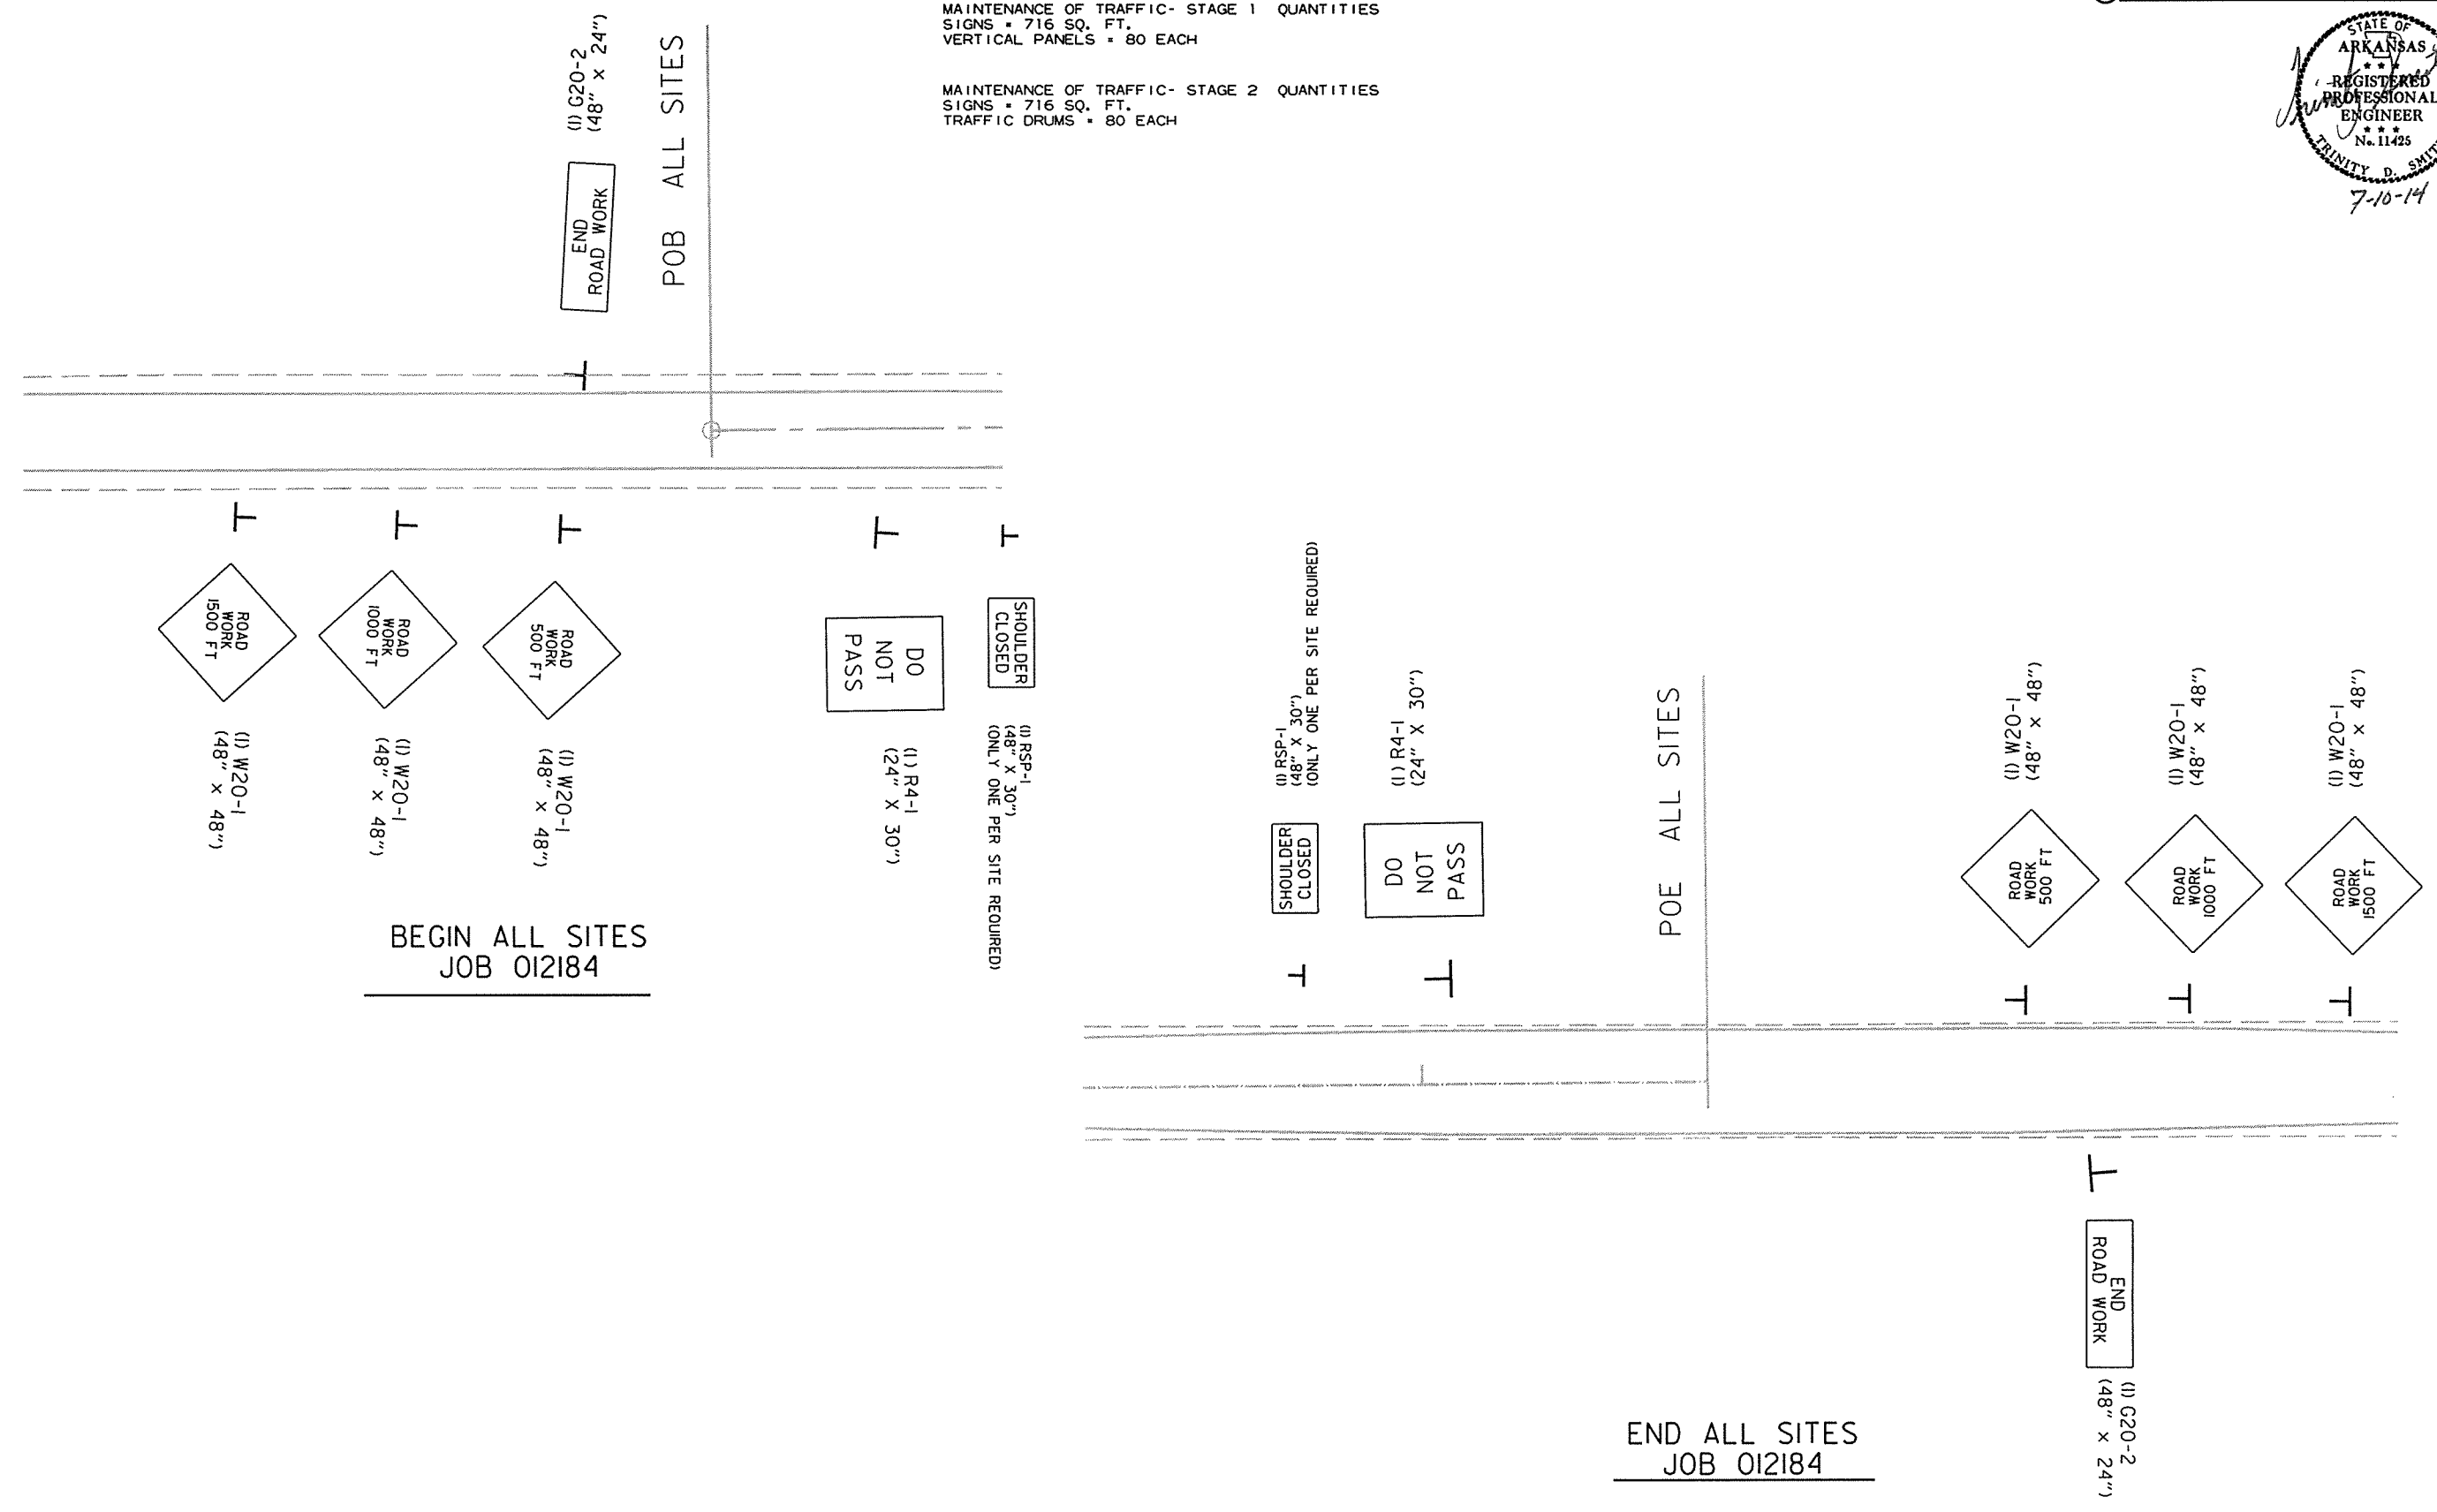 MAINTENANCE OF TRAFFIC- STAGE 1 QUANTITIES
SIGNS = 716 SQ. FT.
VERTICAL PANELS = 80 EACH
MAINTENANCE OF TRAFFIC- STAGE 2 QUANTITIES
SIGNS = 716 SQ. FT.
TRAFFIC DRUMS = 80 EACH
STATE OF
ARKANSAS
REGISTERED
PROFESSIONAL
ENGINEER
No. 11425
TRINITY D. SMITH
7-10-14
(1) G20-2
(48" x 24")
END
ROAD WORK
POB ALL SITES
ROAD
WORK
1500 FT
(1) W20-1
(48" x 48")
ROAD
WORK
1000 FT
(1) W20-1
(48" x 48")
ROAD
WORK
500 FT
(1) W20-1
(48" x 48")
DO
NOT
PASS
(1) R4-1
(24" X 30")
SHOULDER
CLOSED
(1) RSP-1
(48" X 30")
(ONLY ONE PER SITE REQUIRED)
BEGIN ALL SITES
JOB 012184
(1) RSP-1
(48" X 30")
(ONLY ONE PER SITE REQUIRED)
SHOULDER
CLOSED
(1) R4-1
(24" X 30")
DO
NOT
PASS
POE ALL SITES
(1) W20-1
(48" x 48")
ROAD
WORK
500 FT
(1) W20-1
(48" x 48")
ROAD
WORK
1000 FT
(1) W20-1
(48" x 48")
ROAD
WORK
1500 FT
END
ROAD WORK
(1) G20-2
(48" x 24")
END ALL SITES
JOB 012184